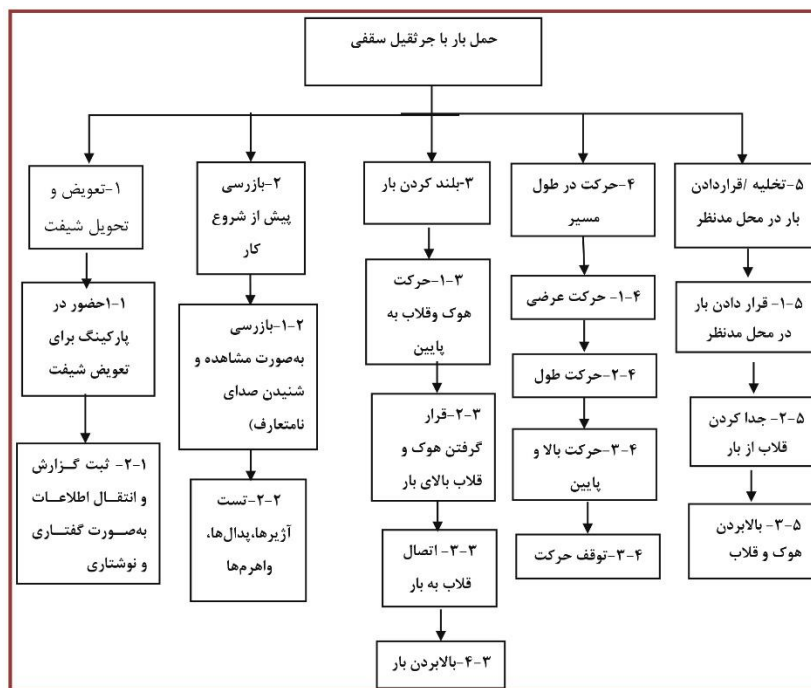 حمل بار با جرثقیل سقفی
۱-تعویض و
تحویل شیفت
۱-۱حضور در
پارکینگ برای
تعویض شیفت
۱-۲- ثبت گزارش
و انتقال اطلاعات
به‌صورت گفتاری
و نوشتاری
۲-بازرسی
پیش از شروع
کار
۲-۱-بازرسی
به‌صورت مشاهده و
شنیدن صدای
نامتعارف)
۲-۲-تست
آژیرها،پدال‌ها،
واهرم‌ها
۳-بلند کردن بار
۳-۱-حرکت
هوک وقلاب به
پایین
۳-۲-قرار
گرفتن هوک و
قلاب بالای بار
۳-۳- اتصال
قلاب به بار
۳-۴-بالابردن بار
۴-حرکت در طول
مسیر
۴-۱- حرکت عرضی
۴-۲-حرکت طول
۴-۳-حرکت بالا و
پایین
۴-۳-توقف حرکت
۵-تخلیه /قراردادن
بار در محل مدنظر
۵-۱- قرار دادن بار
در محل مدنظر
۵-۲- جدا کردن
قلاب از بار
۵-۳- بالابردن
هوک و قلاب